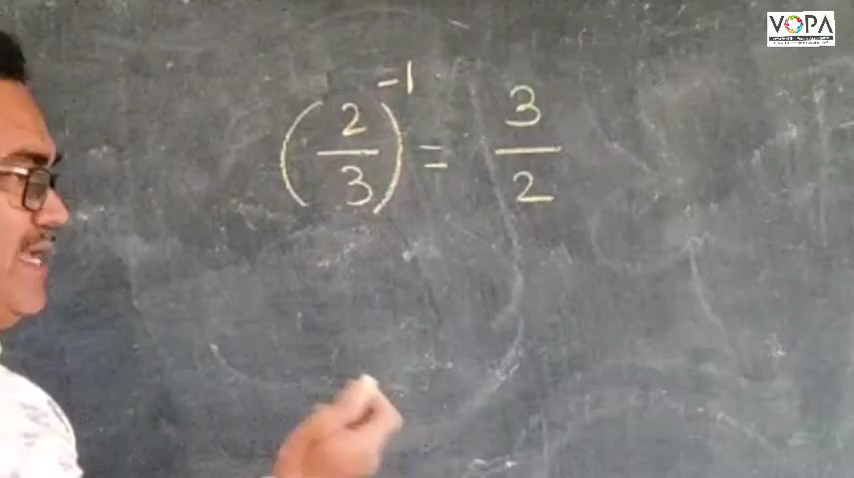 VOPA
(2/3)^-1 = 3/2